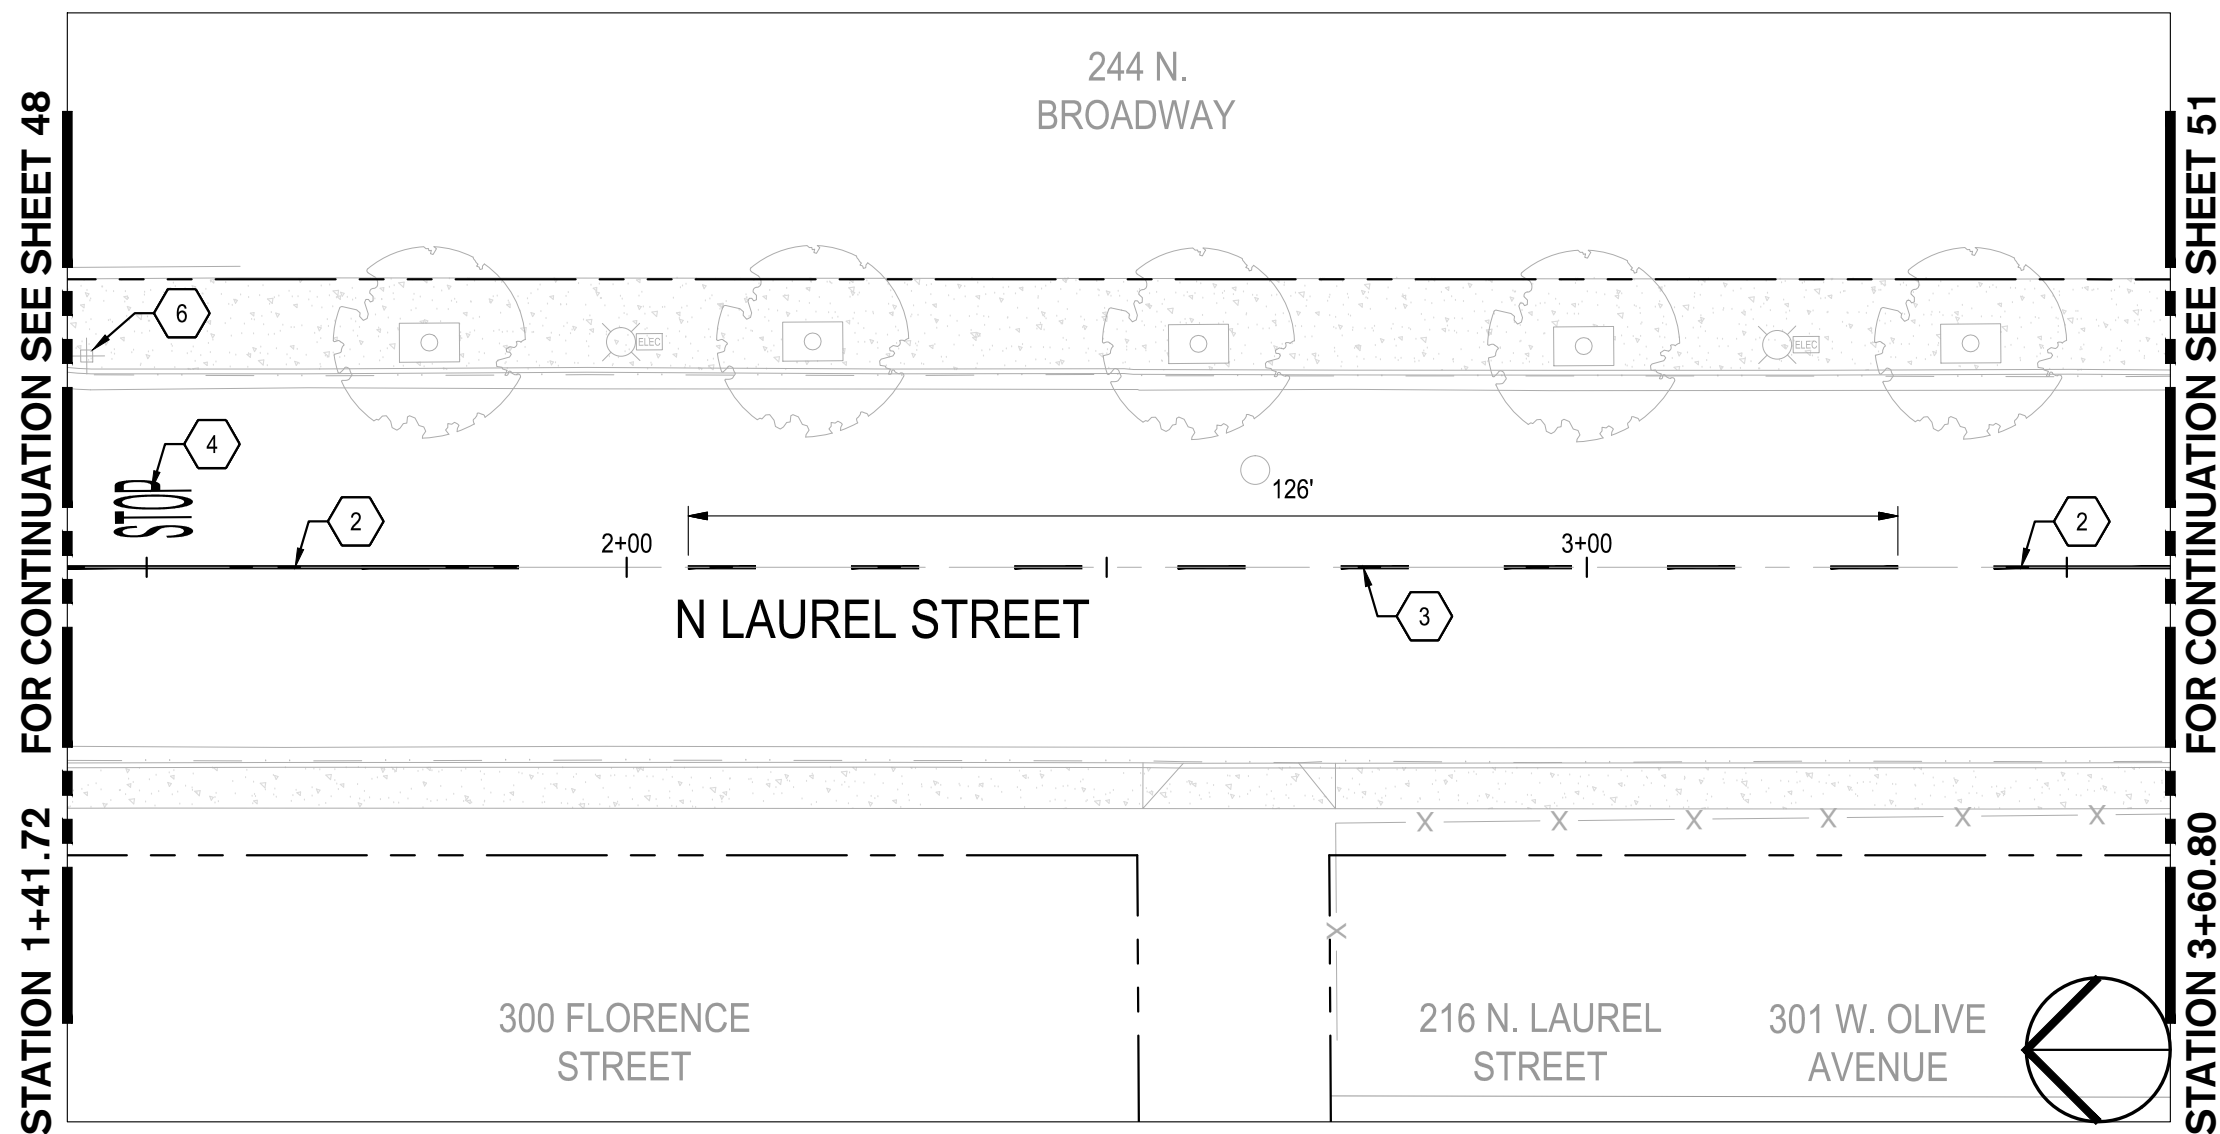 244 N.
BROADWAY
FOR CONTINUATION SEE SHEET 48
STATION 1+41.72
FOR CONTINUATION SEE SHEET 51
STATION 3+60.80
6
ELEC
ELEC
4
STOP
2
126'
2
2+00
3+00
N LAUREL STREET
3
X X X X X X
X
300 FLORENCE
STREET
216 N. LAUREL
STREET
301 W. OLIVE
AVENUE